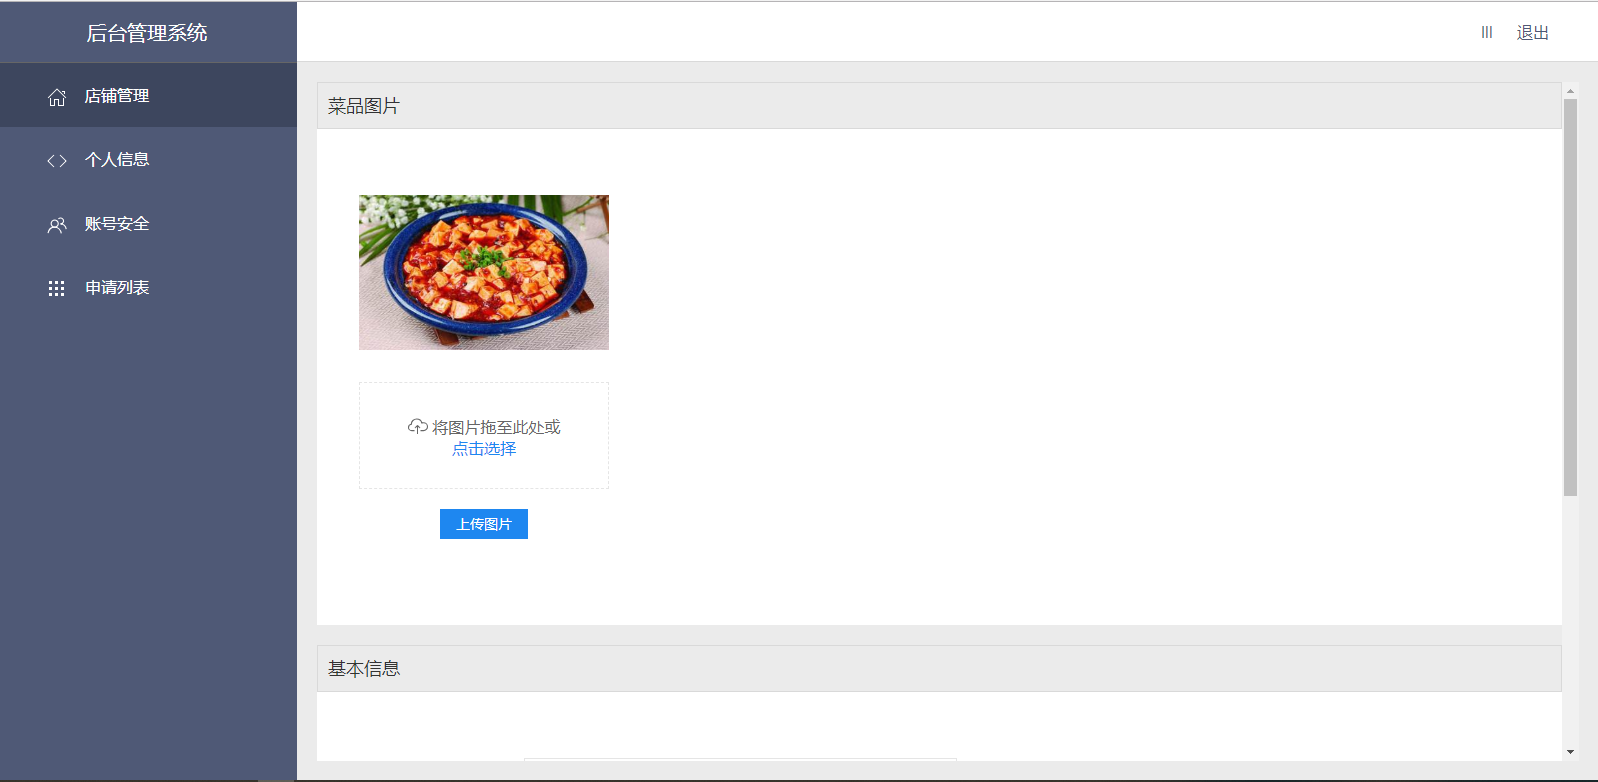 后台管理系统
lll
退出
店铺管理
个人信息
账号安全
申请列表
菜品图片
将图片拖至此处或
点击选择
上传图片
基本信息